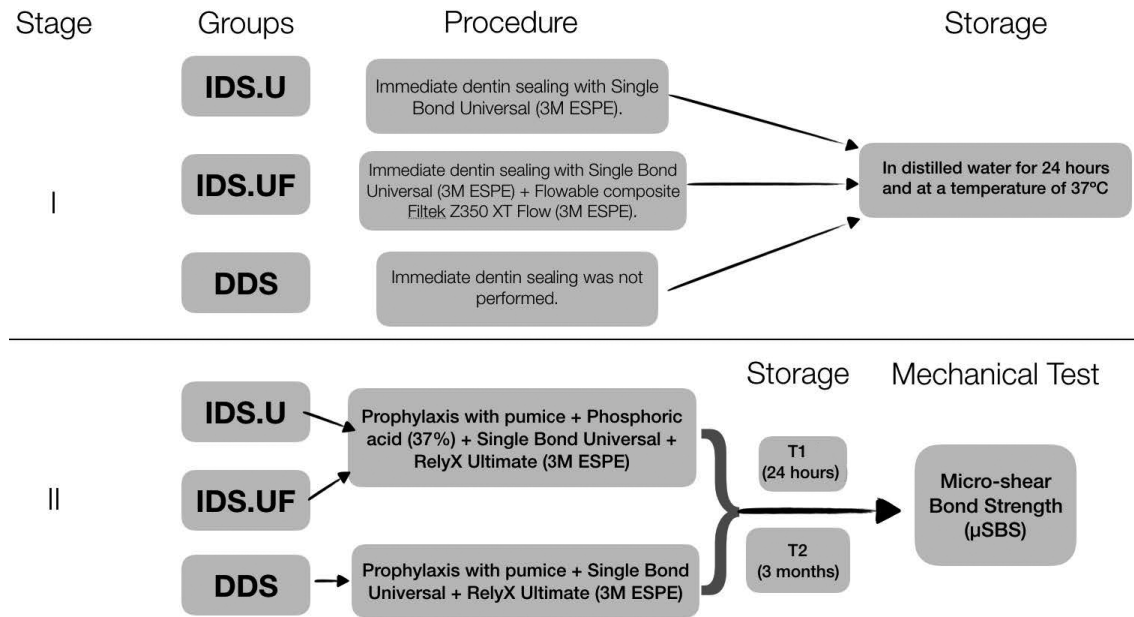 Stage
Groups
Procedure
Storage
I
IDS.U
Immediate dentin sealing with Single
Bond Universal (3M ESPE).
IDS.UF
Immediate dentin sealing with Single Bond
Universal (3M ESPE) + Flowable composite
Filtek Z350 XT Flow (3M ESPE).
DDS
Immediate dentin sealing was not
performed.
In distilled water for 24 hours
and at a temperature of 37ºC
II
IDS.U
IDS.UF
Prophylaxis with pumice + Phosphoric
acid (37%) + Single Bond Universal +
RelyX Ultimate (3M ESPE)
DDS
Prophylaxis with pumice + Single Bond
Universal + RelyX Ultimate (3M ESPE)
Storage
T1
(24 hours)
T2
(3 months)
Mechanical Test
Micro-shear
Bond Strength
(µSBS)